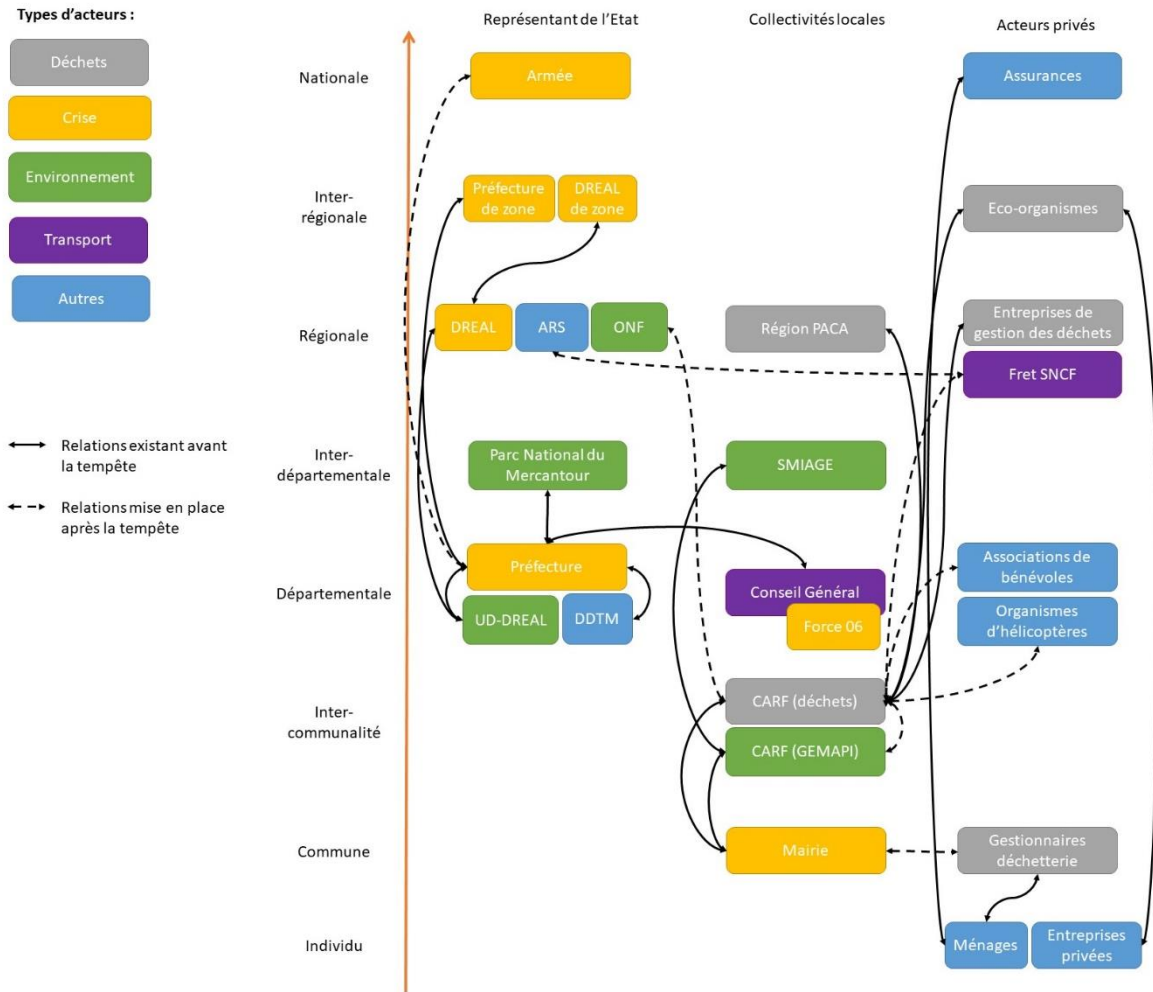 Types d'acteurs :
Déchets
Crise
Environnement
Transport
Autres
Relations existant avant
la tempête
Relations mise en place
après la tempête
Représentant de l'Etat
Collectivités locales
Acteurs privés
Nationale
Armée
Assurances
Inter-
régionale
Préfecture
de zone
DREAL
de zone
Eco-organismes
Régionale
DREAL
ARS
ONF
Région PACA
Entreprises de
gestion des déchets
Fret SNCF
Inter-
départementale
Parc National du
Mercantour
SMIAGE
Départementale
Préfecture
UD-DREAL
DDTM
Conseil Général
Force 06
Associations de
bénévoles
Organismes
d'hélicoptères
Inter-
communalité
CARF (déchets)
CARF (GEMAPI)
Commune
Mairie
Gestionnaires
déchetterie
Individu
Ménages
Entreprises
privées